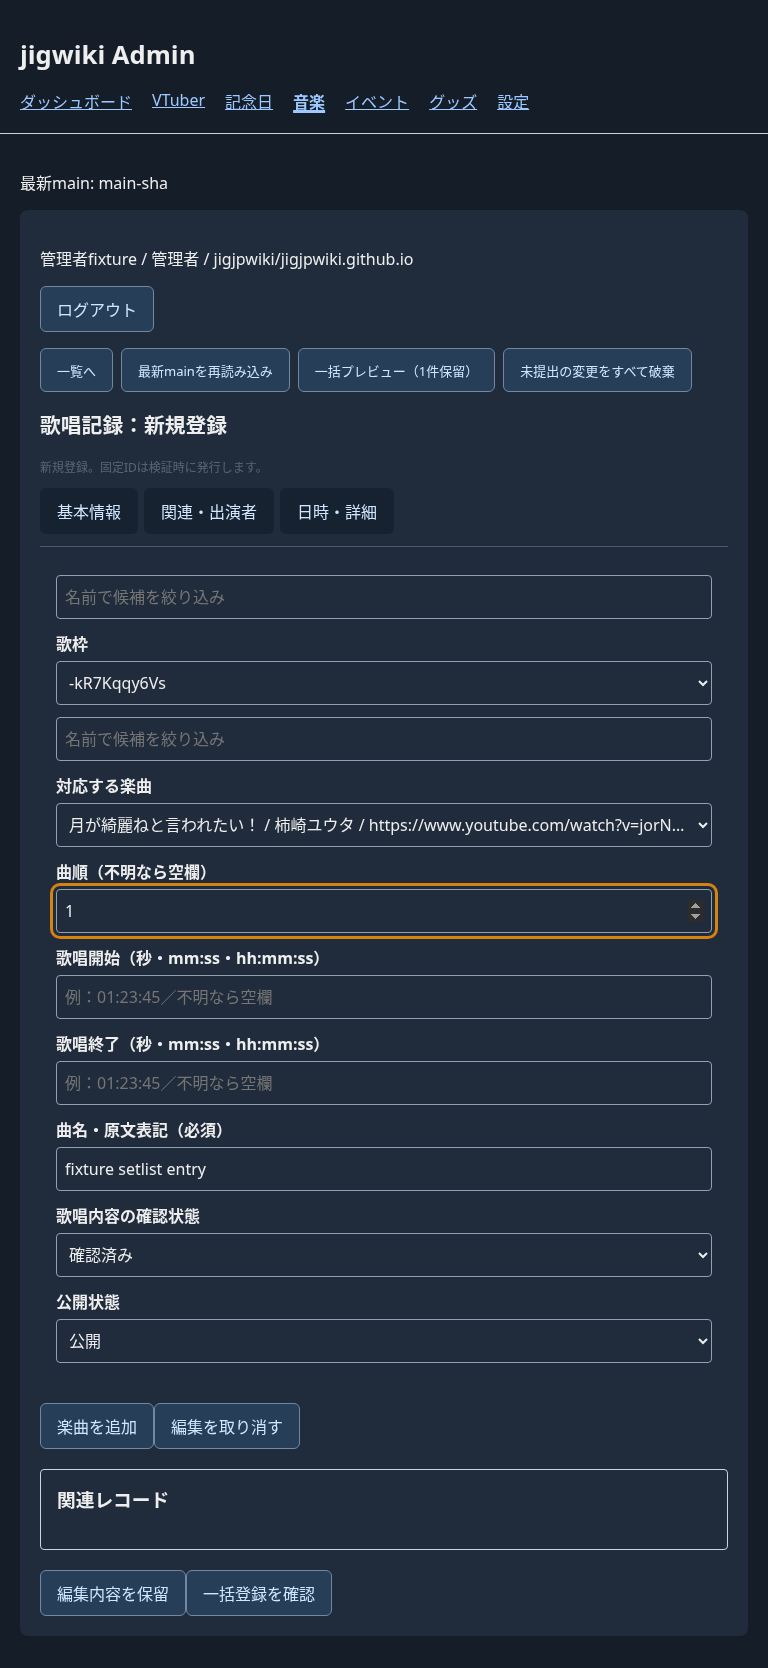 jigwiki Admin
ダッシュボード VTuber 記念日 音楽 イベント グッズ 設定
最新main: main-sha
管理者fixture / 管理者 / jigjpwiki/jigjpwiki.github.io
ログアウト
一覧へ 最新mainを再読み込み 一括プレビュー（1件保留） 未提出の変更をすべて破棄
歌唱記録：新規登録
新規登録。固定IDは検証時に発行します。
基本情報 関連・出演者 日時・詳細
名前で候補を絞り込み
歌枠
-kR7Kqqy6Vs
名前で候補を絞り込み
対応する楽曲
月が綺麗ねと言われたい！ / 柿崎ユウタ / https://www.youtube.com/watch?v=jorN...
曲順（不明なら空欄）
1
歌唱開始（秒・mm:ss・hh:mm:ss）
例：01:23:45／不明なら空欄
歌唱終了（秒・mm:ss・hh:mm:ss）
例：01:23:45／不明なら空欄
曲名・原文表記（必須）
fixture setlist entry
歌唱内容の確認状態
確認済み
公開状態
公開
楽曲を追加 編集を取り消す
関連レコード
編集内容を保留 一括登録を確認